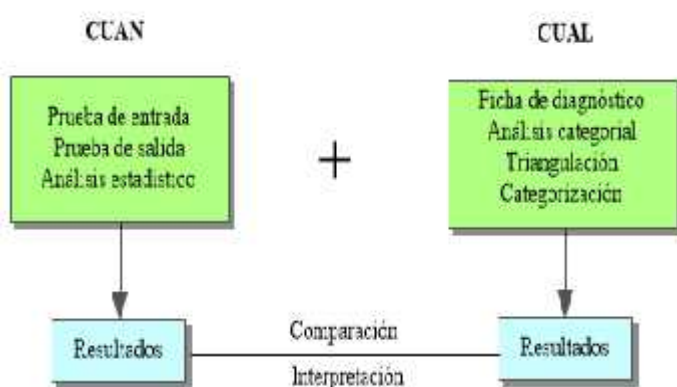 CUAN
CUAL
Prueba de entrada
Prueba de salida
Análisis estadístico
+
Ficha de diagnóstico
Análisis categorial
Triangulación
Categorización
Resultados
Comparación
Interpretación
Resultados